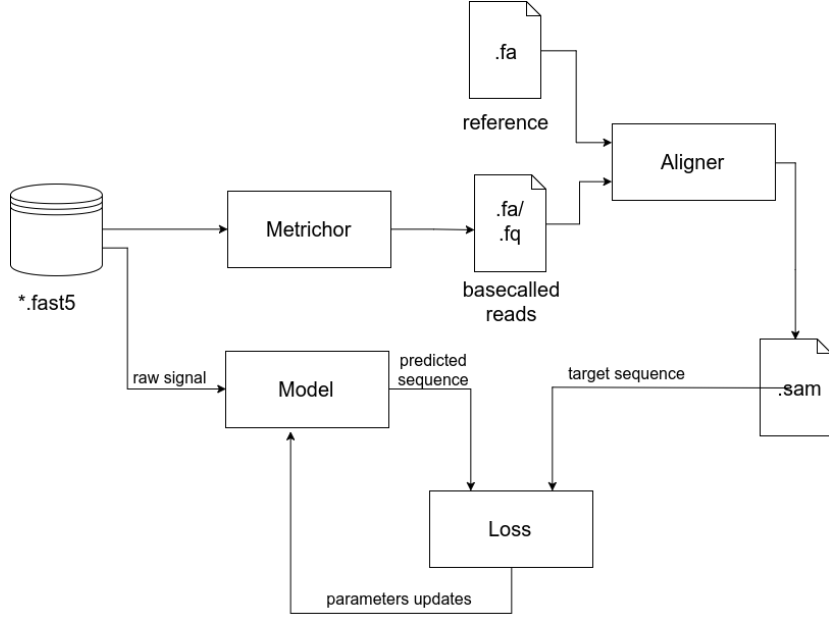 .fa
reference
Aligner
Metrichor
.fa/
.fq
basecalled
reads
*.fast5
raw signal
Model
predicted
sequence
target sequence
.sam
Loss
parameters updates